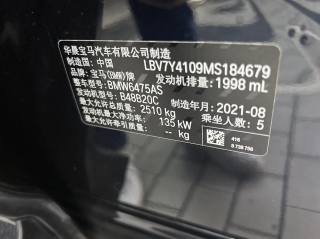 华晨宝马汽车有限公司制造
制造国：中国 LBV7Y4109MS184679
品牌：宝马(BMW)牌 发动机排量：1998 mL
整车型号：BMW6475AS
发动机型号：B48B20C 制造年月：2021-08
最大允许总质量：2510 kg 乘坐人数：5
发动机最大净功率：135 kW